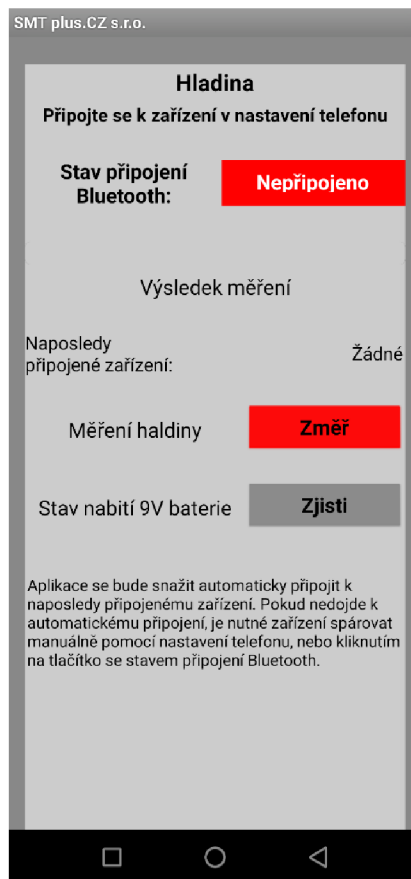 SMT plus.CZ s.r.o.
Hladina
Připojte se k zařízení v nastavení telefonu
Stav připojení
Bluetooth:
Nepřipojeno
Výsledek měření
Naposledy
připojené zařízení:
Žádné
Měření haldiny
Změř
Stav nabití 9V baterie
Zjisti
Aplikace se bude snažit automaticky připojit k
naposledy připojenému zařízení. Pokud nedojde k
automatickému připojení, je nutné zařízení spárovat
manuálně pomocí nastavení telefonu, nebo kliknutím
na tlačítko se stavem připojení Bluetooth.